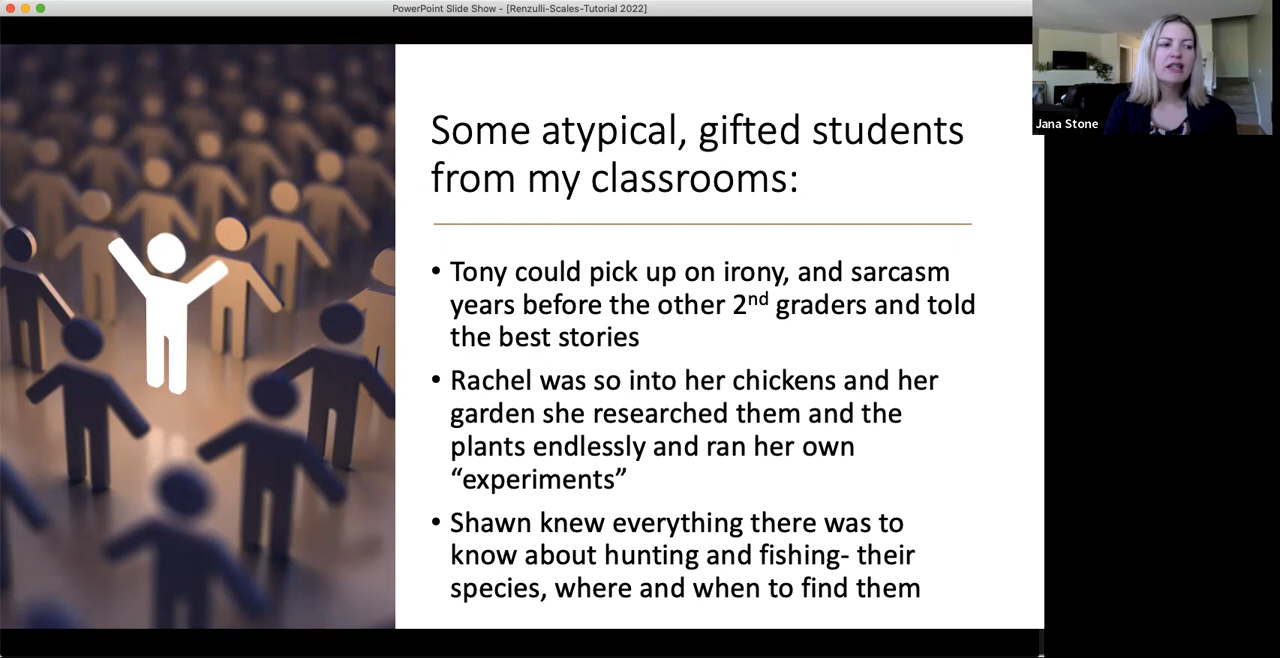 PowerPoint Slide Show - [Renzulli-Scales-Tutorial 2022]
Jana Stone
Some atypical, gifted students
from my classrooms:
• Tony could pick up on irony, and sarcasm
years before the other 2nd graders and told
the best stories
• Rachel was so into her chickens and her
garden she researched them and the
plants endlessly and ran her own
“experiments”
• Shawn knew everything there was to
know about hunting and fishing- their
species, where and when to find them